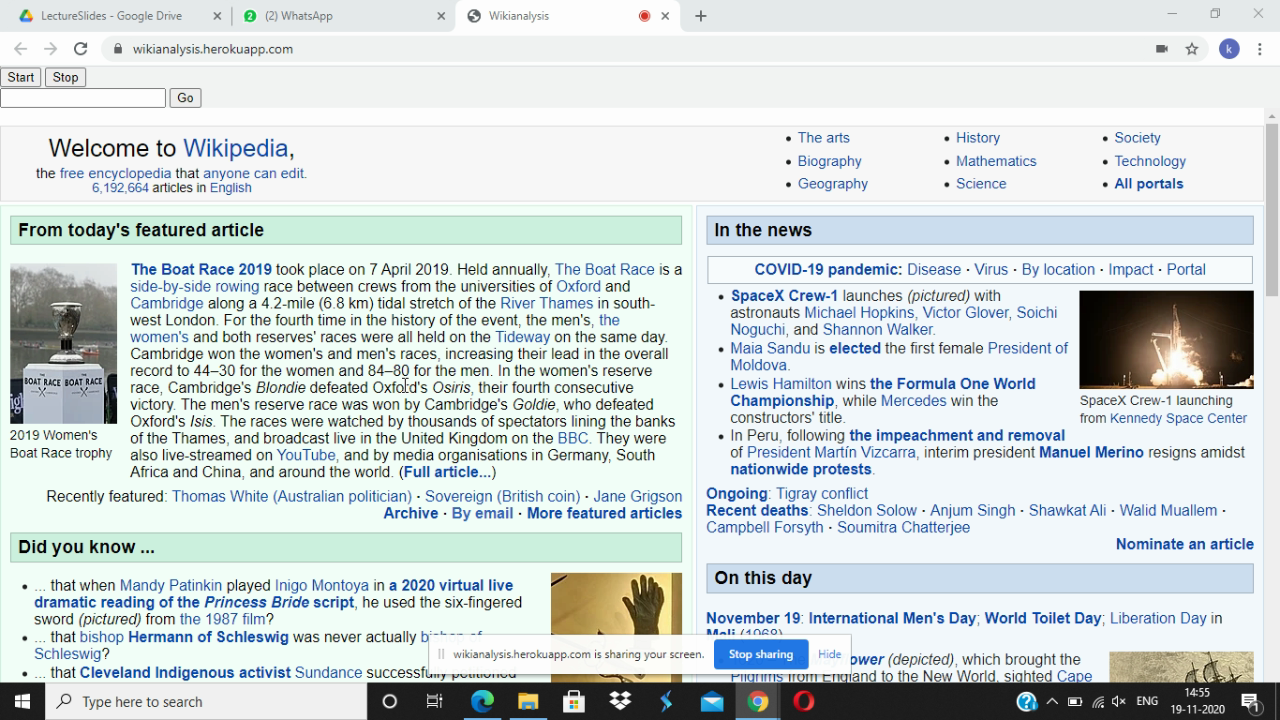 LectureSlides - Google Drive
2 (2) WhatsApp
Wikianalysis
wikianalysis.herokuapp.com
k
Start Stop
Go
Welcome to Wikipedia,
the free encyclopedia that anyone can edit.
6,192,664 articles in English
The arts
Biography
Geography
History
Mathematics
Science
Society
Technology
All portals
From today's featured article
The Boat Race 2019 took place on 7 April 2019. Held annually, The Boat Race is a
side-by-side rowing race between crews from the universities of Oxford and
Cambridge along a 4.2-mile (6.8 km) tidal stretch of the River Thames in south-
west London. For the fourth time in the history of the event, the men's, the
women's and both reserves' races were all held on the Tideway on the same day.
Cambridge won the women's and men's races, increasing their lead in the overall
record to 44–30 for the women and 84–80 for the men. In the women's reserve
race, Cambridge's Blondie defeated Oxford's Osiris, their fourth consecutive
victory. The men's reserve race was won by Cambridge's Goldie, who defeated
Oxford's Isis. The races were watched by thousands of spectators lining the banks
of the Thames, and broadcast live in the United Kingdom on the BBC. They were
also live-streamed on YouTube, and by media organisations in Germany, South
Africa and China, and around the world. (Full article...)
THE BOAT RACE THE BOAT RACE
2019 Women's
Boat Race trophy
Recently featured: Thomas White (Australian politician) · Sovereign (British coin) · Jane Grigson
Archive · By email · More featured articles
Did you know ...
... that when Mandy Patinkin played Inigo Montoya in a 2020 virtual live
dramatic reading of the Princess Bride script, he used the six-fingered
sword (pictured) from the 1987 film?
... that bishop Hermann of Schleswig was never actually bishop of
Schleswig?
... that Cleveland Indigenous activist Sundance successfully petitioned
In the news
COVID-19 pandemic: Disease · Virus · By location · Impact · Portal
SpaceX Crew-1 launches (pictured) with
astronauts Michael Hopkins, Victor Glover, Soichi
Noguchi, and Shannon Walker.
Maia Sandu is elected the first female President of
Moldova.
Lewis Hamilton wins the Formula One World
Championship, while Mercedes win the
constructors' title.
In Peru, following the impeachment and removal
of President Martín Vizcarra, interim president Manuel Merino resigns amidst
nationwide protests.
SpaceX Crew-1 launching
from Kennedy Space Center
Ongoing: Tigray conflict
Recent deaths: Sheldon Solow · Anjum Singh · Shawkat Ali · Walid Muallem ·
Campbell Forsyth · Soumitra Chatterjee
Nominate an article
On this day
November 19: International Men's Day; World Toilet Day; Liberation Day in
Mali (1968)
ower (depicted), which brought the
Pilgrims from England to the New World, sighted Cape
wikianalysis.herokuapp.com is sharing your screen. Stop sharing Hide
Type here to search
ENG
14:55
19-11-2020
1